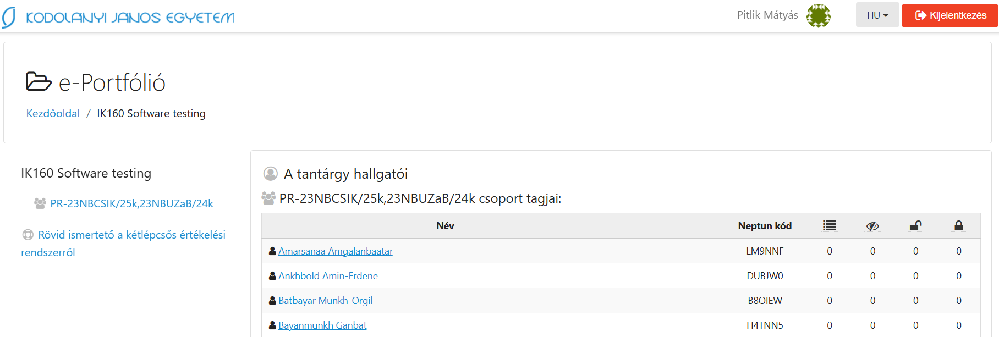 KODOLÁNYI JÁNOS EGYETEM
Pitlik Mátyás
HU
Kijelentkezés
e-Portfólió
Kezdőoldal / IK160 Software testing
IK160 Software testing
PR-23NBCSIK/25k,23NBUZaB/24k
Rövid ismertető a kétlépcsős értékelési
rendszerről
A tantárgy hallgatói
PR-23NBCSIK/25k,23NBUZaB/24k csoport tagjai:
Név Neptun kód
Amarsanaa Amgalanbaatar LM9NNF 0 0 0 0
Ankhbold Amin-Erdene DUBJW0 0 0 0 0
Batbayar Munkh-Orgil B8OIEW 0 0 0 0
Bayanmunkh Ganbat H4TNN5 0 0 0 0